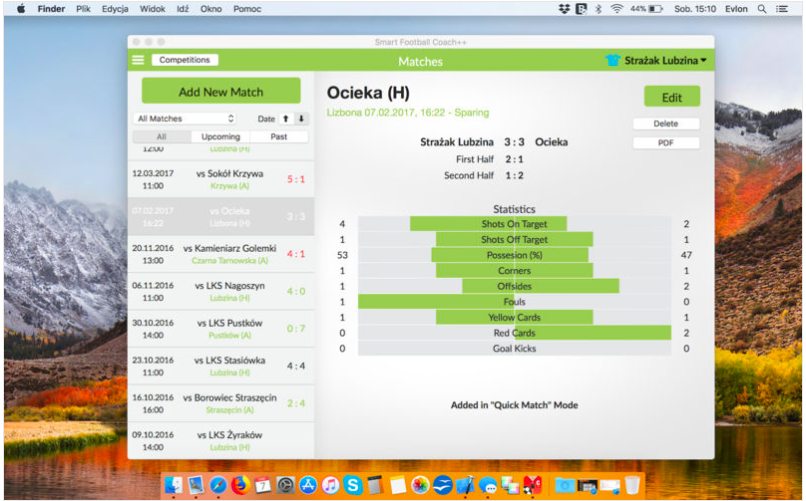 Finder Plik Edycja Widok Idź Okno Pomoc 44% Sob. 15:10 Evlon
Smart Football Coach++
Competitions Matches Strażak Lubzina
Add New Match
All Matches Date
All Upcoming Past
12:00 Lubzina (H)
12.03.2017 vs Sokół Krzywa
11:00 Krzywa (A) 5 : 1
07.02.2017 vs Ocieka
16:22 Lizbona (H) 3 : 3
20.11.2016 vs Kamieniarz Golemki
13:00 Czarna Tarnowska (A) 4 : 1
06.11.2016 vs LKS Nagoszyn
11:00 Lubzina (H) 4 : 0
30.10.2016 vs LKS Pustków
14:00 Pustków (A) 0 : 7
23.10.2016 vs LKS Stasiówka
11:00 Lubzina (H) 4 : 4
16.10.2016 vs Borowiec Straszęcin
16:00 Straszęcin (A) 2 : 4
09.10.2016 vs LKS Żyraków
14:00 Lubzina (H)
Ocieka (H)
Edit
Lizbona 07.02.2017, 16:22 - Sparing
Delete
PDF
Strażak Lubzina 3 : 3 Ocieka
First Half 2 : 1
Second Half 1 : 2
Statistics
4 Shots On Target 2
1 Shots Off Target 1
53 Possesion (%) 47
1 Corners 1
1 Offsides 2
1 Fouls 0
1 Yellow Cards 1
0 Red Cards 2
0 Goal Kicks 0
Added in "Quick Match" Mode